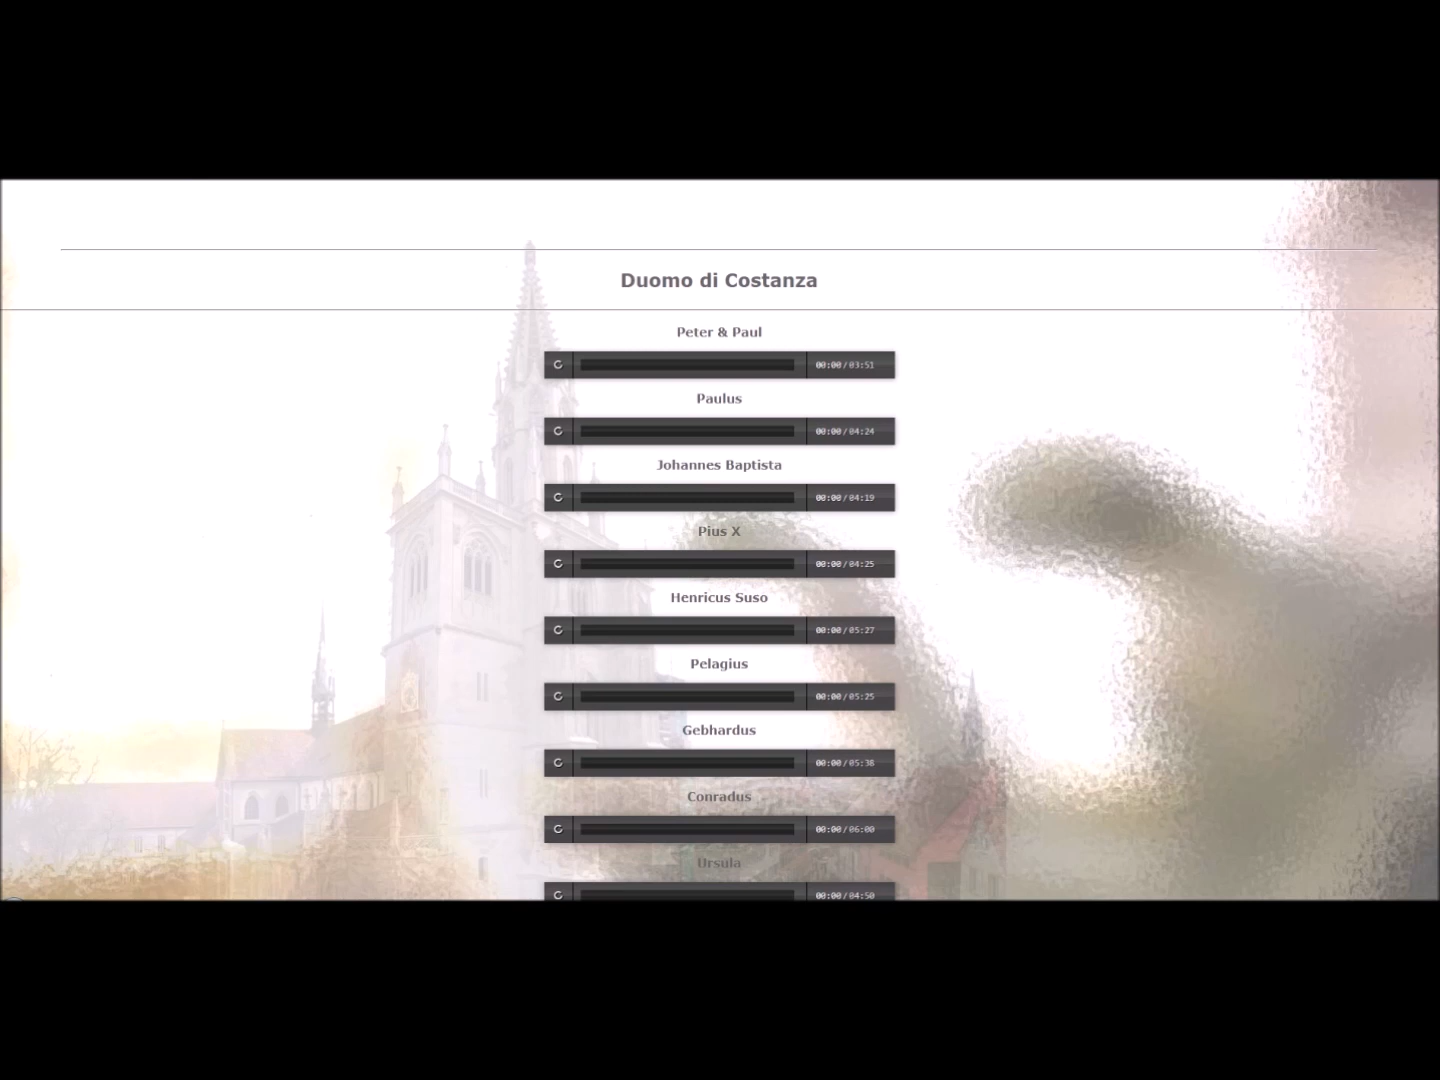 Duomo di Costanza
Peter & Paul
00:00/03:51
Paulus
00:00/04:24
Johannes Baptista
00:00/04:19
Pius X
00:00/04:25
Henricus Suso
00:00/05:27
Pelagius
00:00/05:25
Gebhardus
00:00/05:38
Conradus
00:00/06:00
Ursula
00:00/04:50